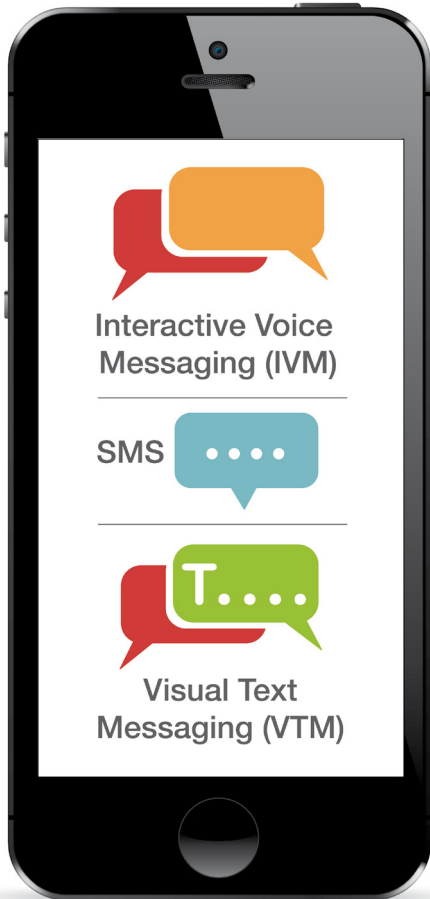 Interactive Voice
Messaging (IVM)
SMS
....
T....
Visual Text
Messaging (VTM)